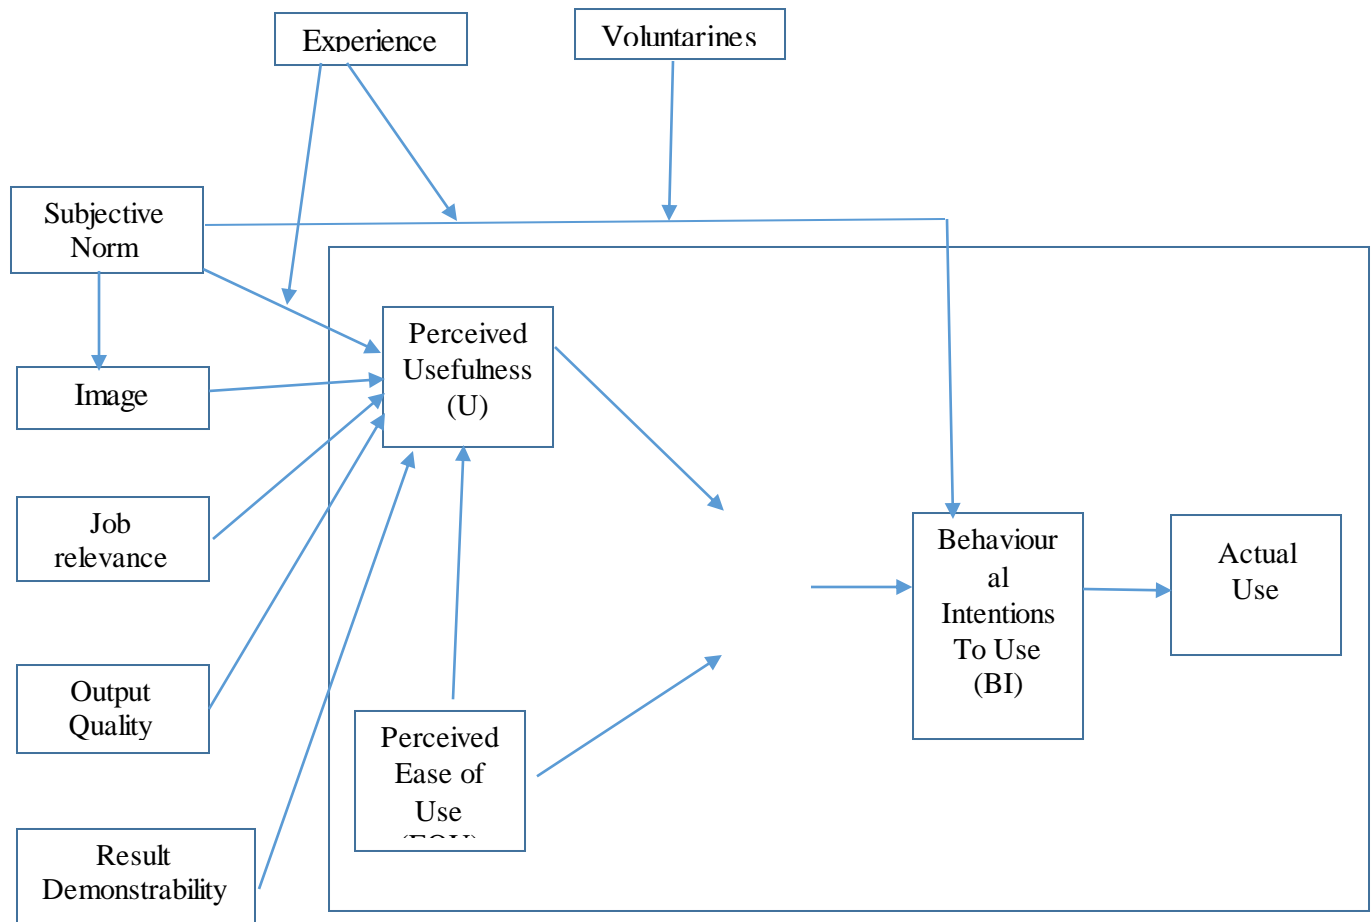 Experience
Voluntarines
Subjective
Norm
Perceived
Usefulness
(U)
Image
Job
relevance
Behaviour
al
Intentions
To Use
(BI)
Actual
Use
Output
Quality
Perceived
Ease of
Use
(EOU)
Result
Demonstrability